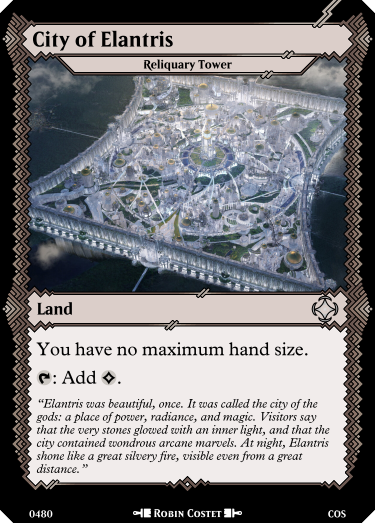 City of Elantris
Reliquary Tower
Land
You have no maximum hand size.
: Add .
“Elantris was beautiful, once. It was called the city of the
gods: a place of power, radiance, and magic. Visitors say
that the very stones glowed with an inner light, and that the
city contained wondrous arcane marvels. At night, Elantris
shone like a great silvery fire, visible even from a great
distance.”
0480
Robin Costet
COS